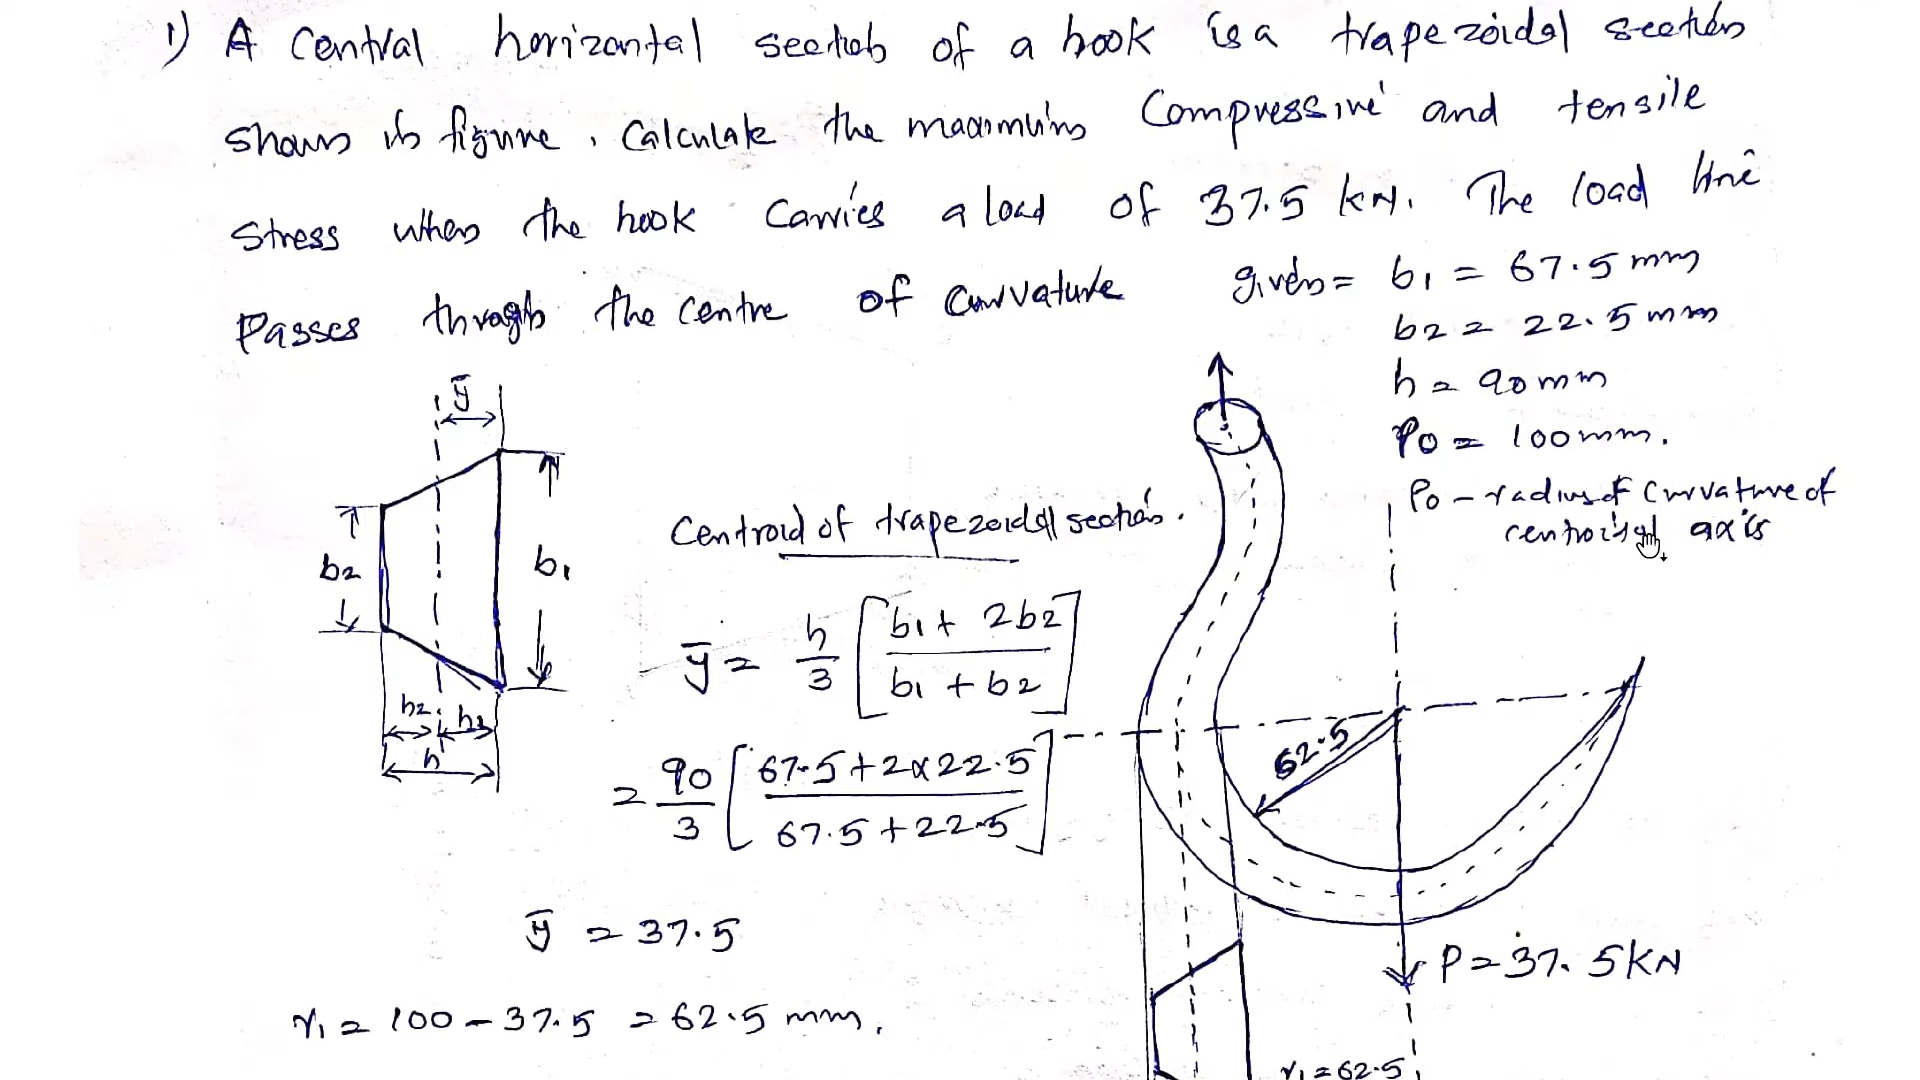 1) A central horizontal section of a hook is a trapezoidal section
shown in figure. Calculate the maximum Compressive and tensile
stress when the hook carries a load of 37.5 kN. The load line
Passes through the centre of curvature
given = b1 = 67.5 mm
b2 = 22.5 mm
h = 90 mm
ρ0 = 100 mm.
ρ0 - radius of curvature of
centroidal axis
ȳ
b2
b1
h2
h1
h
Centroid of trapezoidal section.
ȳ = h/3 [b1 + 2b2 / b1 + b2]
= 90/3 [67.5 + 2x22.5 / 67.5 + 22.5]
ȳ = 37.5
r1 = 100 - 37.5 = 62.5 mm.
62.5
P = 37.5 KN
r1 = 62.5